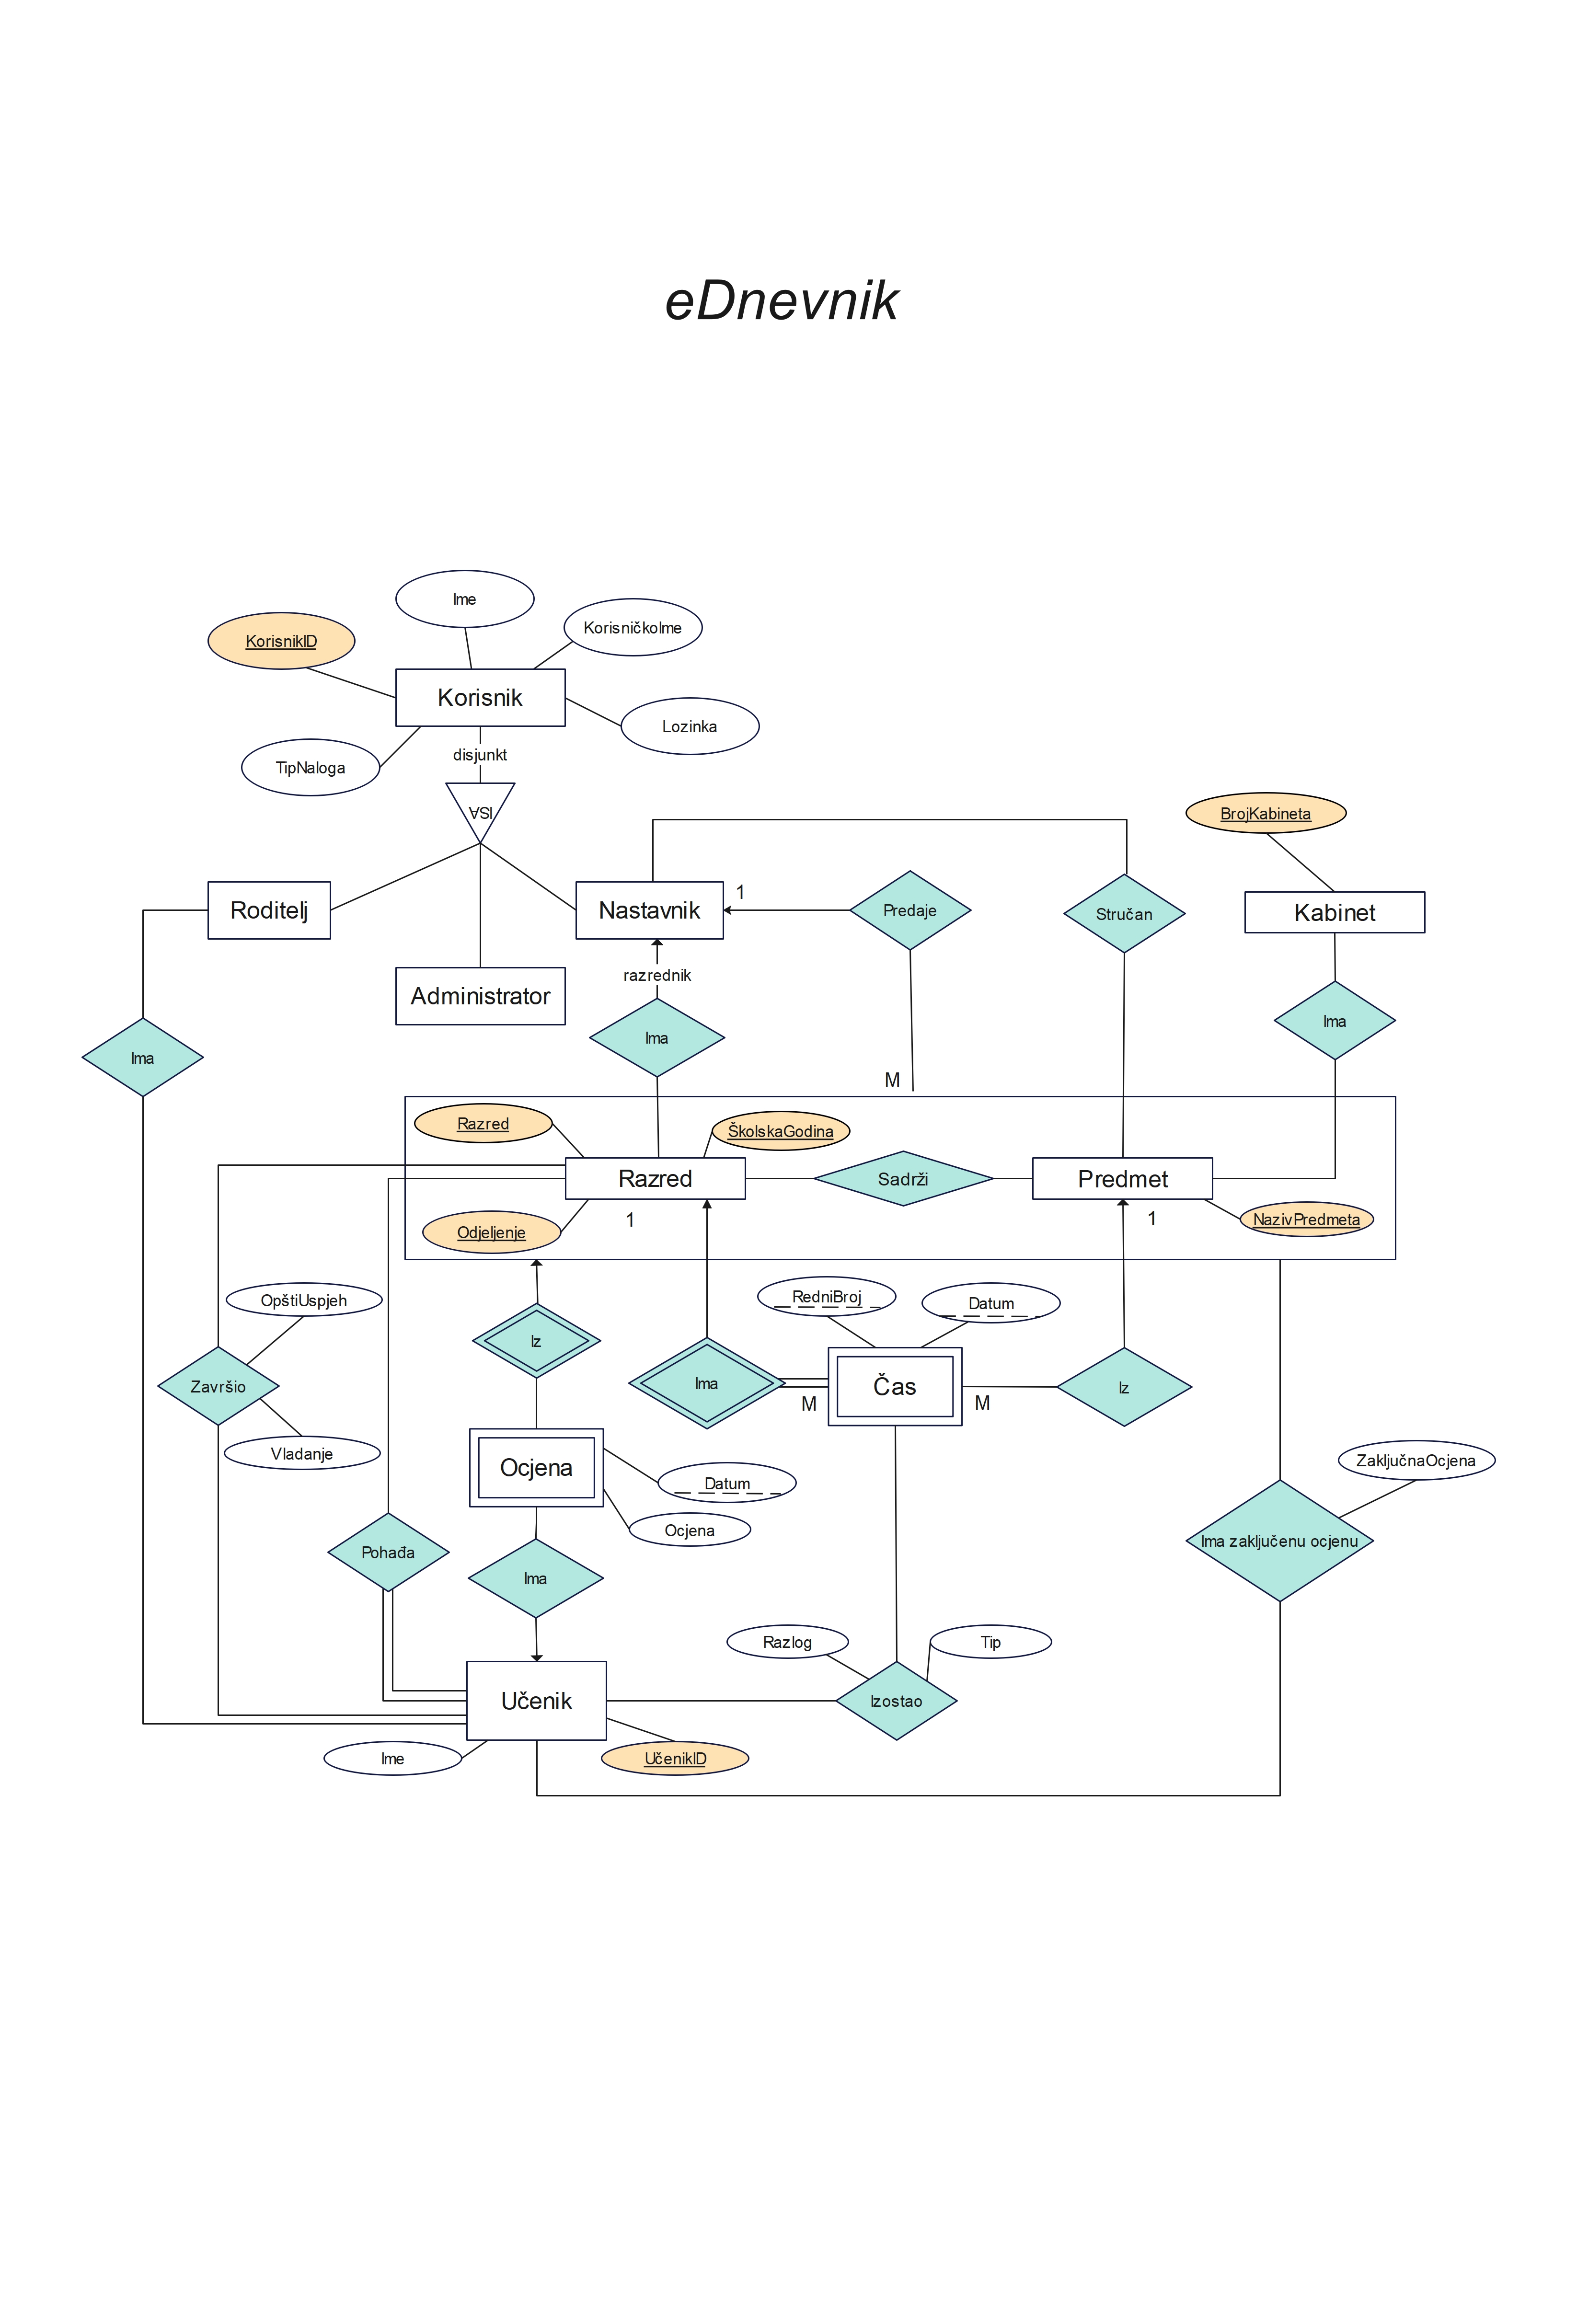 eDnevnik
Ime
KorisnikID
KorisničkoIme
Korisnik
Lozinka
disjunkt
TipNaloga
ISA
BrojKabineta
Roditelj
Nastavnik
1
Predaje
Stručan
Kabinet
razrednik
Administrator
Ima
Ima
Ima
M
Razred
ŠkolskaGodina
Razred
Sadrži
Predmet
1
1
Odjeljenje
NazivPredmeta
OpštiUspjeh
RedniBroj
Datum
Iz
Završio
Ima
M
Čas
M
Iz
Vladanje
Ocjena
Datum
ZaključnaOcjena
Ocjena
Pohađa
Ima
Ima zaključenu ocjenu
Razlog
Tip
Učenik
Izostao
Ime
UčenikID